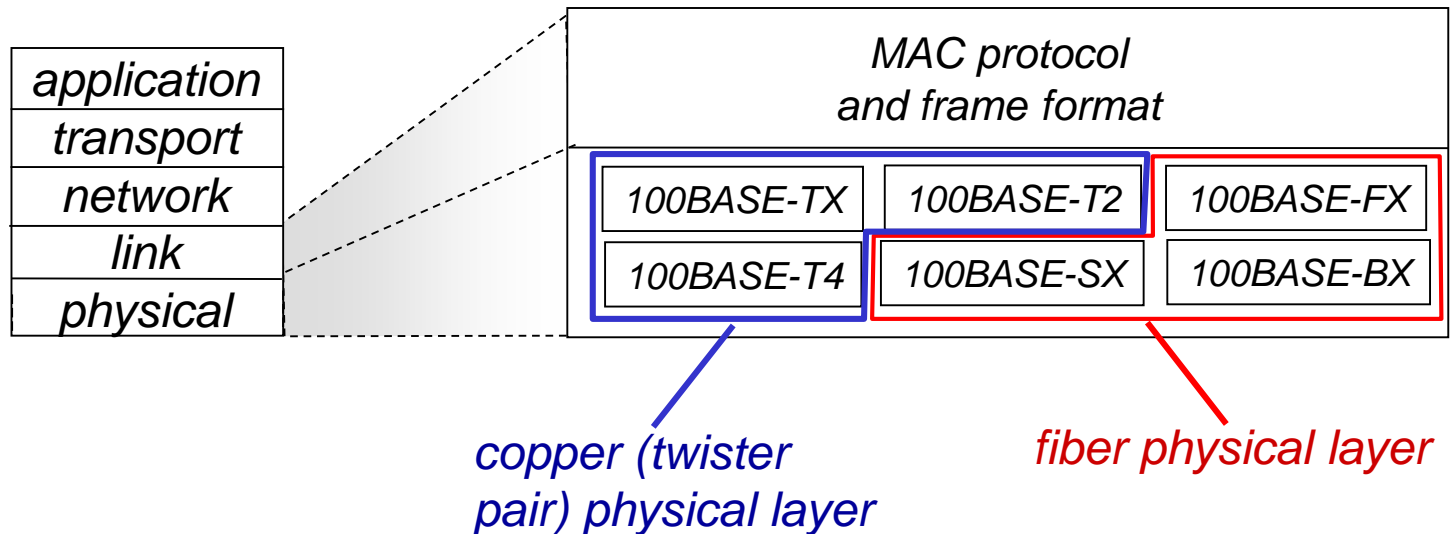 application
transport
network
link
physical
MAC protocol
and frame format
100BASE-TX
100BASE-T2
100BASE-FX
100BASE-T4
100BASE-SX
100BASE-BX
copper (twister
pair) physical layer
fiber physical layer